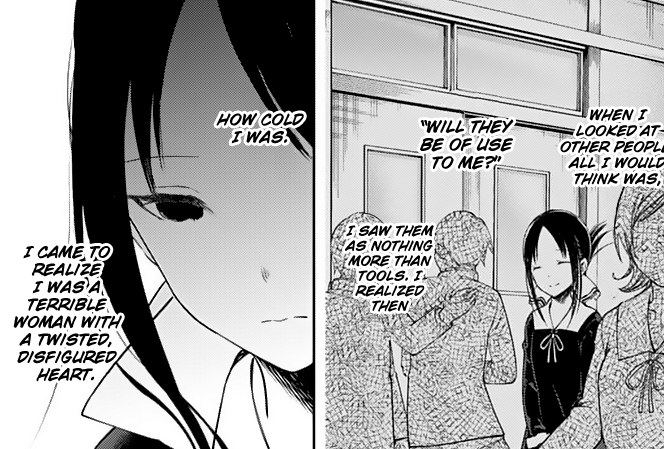 WHEN I
LOOKED AT
OTHER PEOPLE
ALL I WOULD
THINK WAS,
"WILL THEY
BE OF USE
TO ME?"
I SAW THEM
AS NOTHING
MORE THAN
TOOLS. I
REALIZED
THEN
HOW COLD
I WAS.
I CAME TO
REALIZE
I WAS A
TERRIBLE
WOMAN WITH
A TWISTED,
DISFIGURED
HEART.